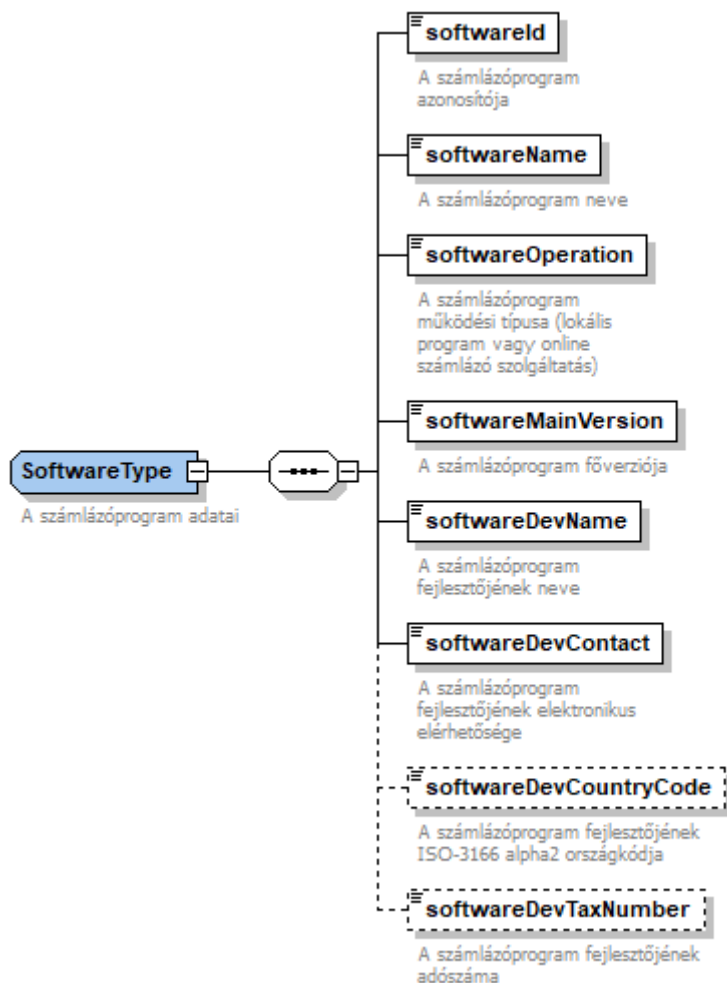 softwareId
A számlázóprogram
azonosítója
softwareName
A számlázóprogram neve
softwareOperation
A számlázóprogram
működési típusa (lokális
program vagy online
számlázó szolgáltatás)
softwareMainVersion
A számlázóprogram főverziója
SoftwareType
A számlázóprogram adatai
softwareDevName
A számlázóprogram
fejlesztőjének neve
softwareDevContact
A számlázóprogram
fejlesztőjének elektronikus
elérhetősége
softwareDevCountryCode
A számlázóprogram fejlesztőjének
ISO-3166 alpha2 országkódja
softwareDevTaxNumber
A számlázóprogram fejlesztőjének
adószáma